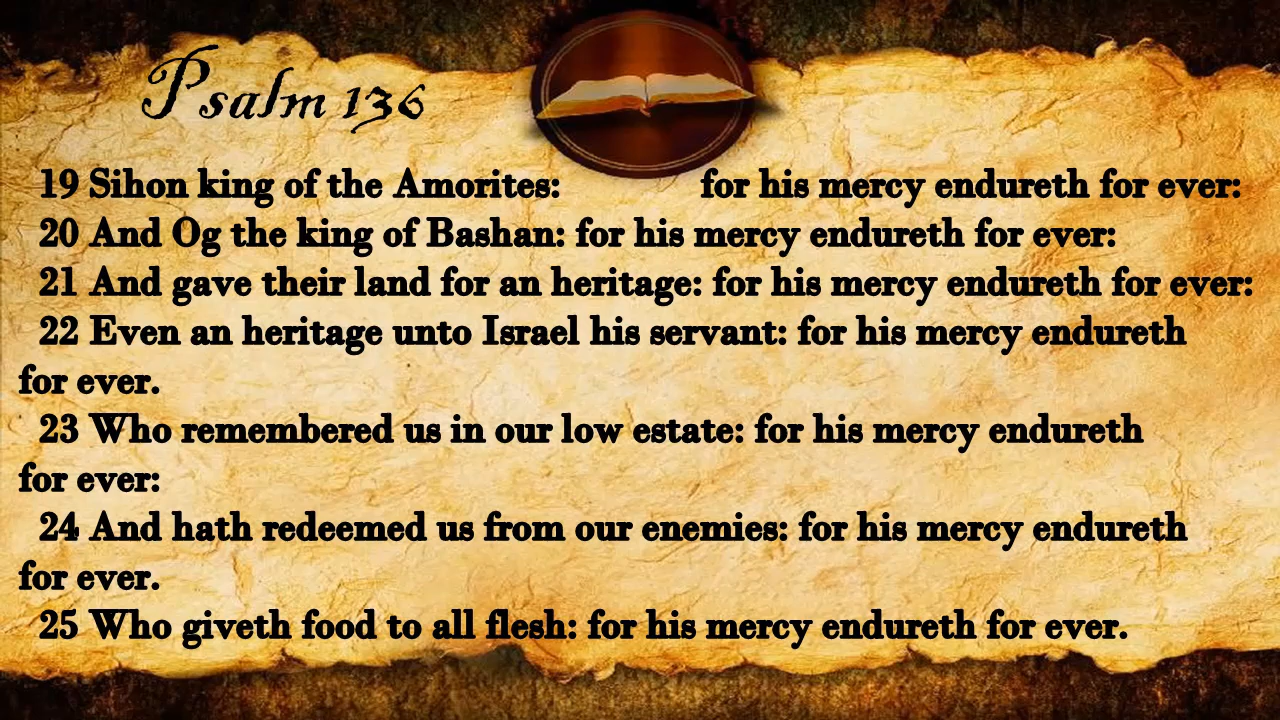 Psalm 136
19 Sihon king of the Amorites: for his mercy endureth for ever:
20 And Og the king of Bashan: for his mercy endureth for ever:
21 And gave their land for an heritage: for his mercy endureth for ever:
22 Even an heritage unto Israel his servant: for his mercy endureth
for ever.
23 Who remembered us in our low estate: for his mercy endureth
for ever:
24 And hath redeemed us from our enemies: for his mercy endureth
for ever.
25 Who giveth food to all flesh: for his mercy endureth for ever.